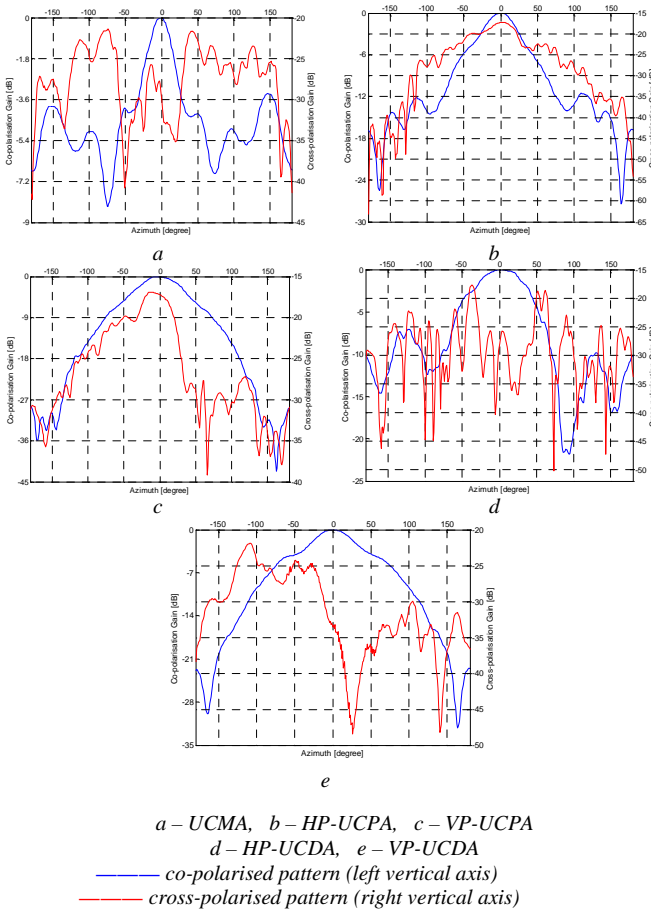 -150 -100 -50 0 50 100 150
0 -20
-25
-3.6 -30
-5.4 -35
-7.2 -40
-9 -45
Co-polarisation Gain [dB]
Cross-polarisation Gain [dB]
Azimuth [degree]
a
-150 -100 -50 0 50 100 150
0 -15
-20
-6 -25
-30
-12 -35
-40
-18 -45
-50
-24 -55
-60
-30 -65
Co-polarisation Gain [dB]
Cross-polarisation Gain [dB]
Azimuth [degree]
b
-150 -100 -50 0 50 100 150
0 -15
-9 -20
-18 -25
-27 -30
-36 -35
-45 -40
Co-polarisation Gain [dB]
Cross-polarisation Gain [dB]
Azimuth [degree]
c
-150 -100 -50 0 50 100 150
0 -15
-5 -20
-25
-10 -30
-35
-15 -40
-20 -45
-50
-25
Co-polarisation Gain [dB]
Cross-polarisation Gain [dB]
Azimuth [degree]
d
-150 -100 -50 0 50 100 150
0 -20
-7 -25
-14 -30
-21 -35
-28 -40
-45
-35 -50
Co-polarisation Gain [dB]
Cross-polarisation Gain [dB]
Azimuth [degree]
e
a – UCMA, b – HP-UCPA, c – VP-UCPA
d – HP-UCDA, e – VP-UCDA
co-polarised pattern (left vertical axis)
cross-polarised pattern (right vertical axis)